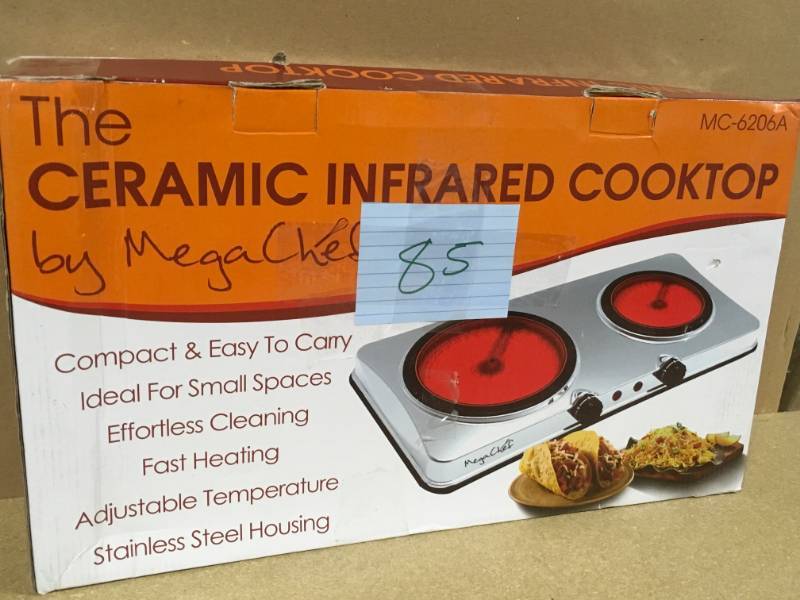 INFRARED COOKTOP
The
MC-6206A
CERAMIC INFRARED COOKTOP
by MegaChef
85
Compact & Easy To Carry
Ideal For Small Spaces
Effortless Cleaning
Fast Heating
Adjustable Temperature
Stainless Steel Housing
MegaChef